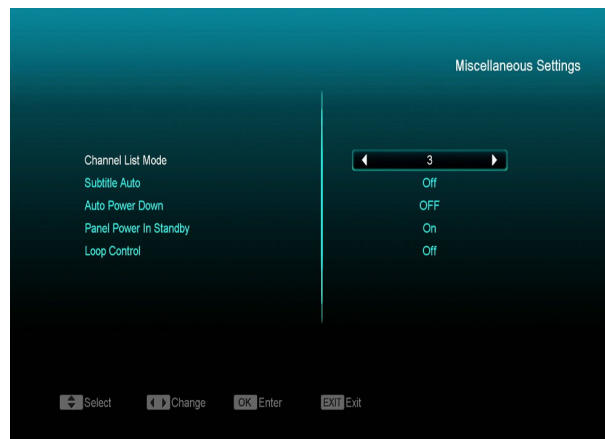 Miscellaneous Settings
Channel List Mode 3
Subtitle Auto Off
Auto Power Down OFF
Panel Power In Standby On
Loop Control Off
Select Change OK Enter EXIT Exit